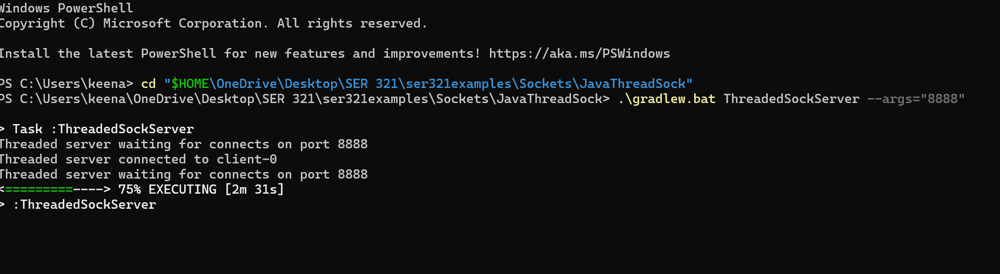 Windows PowerShell
Copyright (C) Microsoft Corporation. All rights reserved.
Install the latest PowerShell for new features and improvements! https://aka.ms/PSWindows
PS C:\Users\keena> cd "$HOME\OneDrive\Desktop\SER 321\ser321examples\Sockets\JavaThreadSock"
PS C:\Users\keena\OneDrive\Desktop\SER 321\ser321examples\Sockets\JavaThreadSock> .\gradlew.bat ThreadedSockServer --args="8888"
> Task :ThreadedSockServer
Threaded server waiting for connects on port 8888
Threaded server connected to client-0
Threaded server waiting for connects on port 8888
<=========----> 75% EXECUTING [2m 31s]
> :ThreadedSockServer